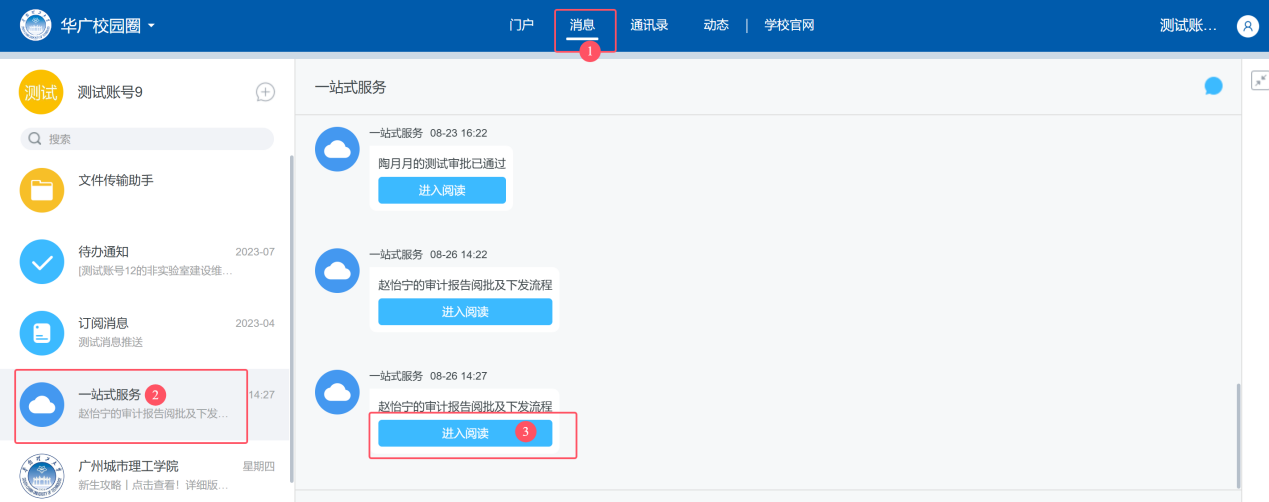 华广校园圈
门户
消息
通讯录
动态
|
学校官网
测试账...
1
测试
测试账号9
搜索
文件传输助手
待办通知
2023-07
[测试账号12的非实验室建设维...
订阅消息
2023-04
测试消息推送
一站式服务
2
14:27
赵怡宁的审计报告阅批及下发...
广州城市理工学院
星期四
新生攻略丨点击查看！详细版...
一站式服务
一站式服务 08-23 16:22
陶月月的测试审批已通过
进入阅读
一站式服务 08-26 14:22
赵怡宁的审计报告阅批及下发流程
进入阅读
一站式服务 08-26 14:27
赵怡宁的审计报告阅批及下发流程
进入阅读
3